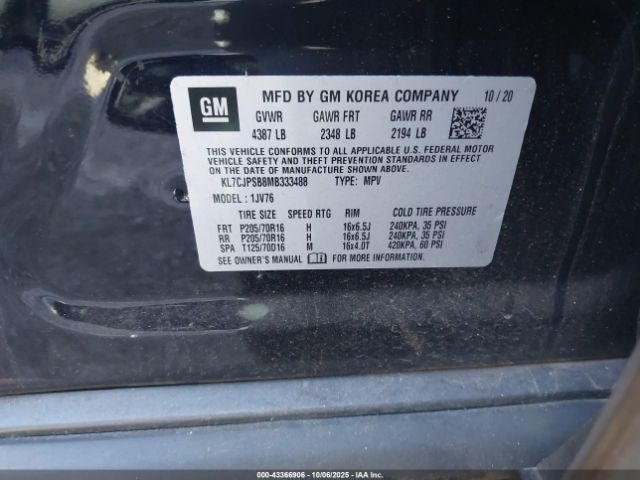 GM
MFD BY GM KOREA COMPANY 10/20
GVWR GAWR FRT GAWR RR
4387 LB 2348 LB 2194 LB
THIS VEHICLE CONFORMS TO ALL APPLICABLE U.S. FEDERAL MOTOR
VEHICLE SAFETY AND THEFT PREVENTION STANDARDS IN EFFECT ON THE
DATE OF MANUFACTURE SHOWN ABOVE.
KL7CJPSB8MB333488 TYPE: MPV
MODEL: 1JV76
TIRE SIZE SPEED RTG RIM COLD TIRE PRESSURE
FRT P205/70R16 H 16x6.5J 240KPA, 35 PSI
RR P205/70R16 H 16x6.5J 240KPA, 35 PSI
SPA T125/70D16 M 16x4.0T 420KPA, 60 PSI
SEE OWNER'S MANUAL FOR MORE INFORMATION.
000-43366906 - 10/06/2025 - IAA Inc.